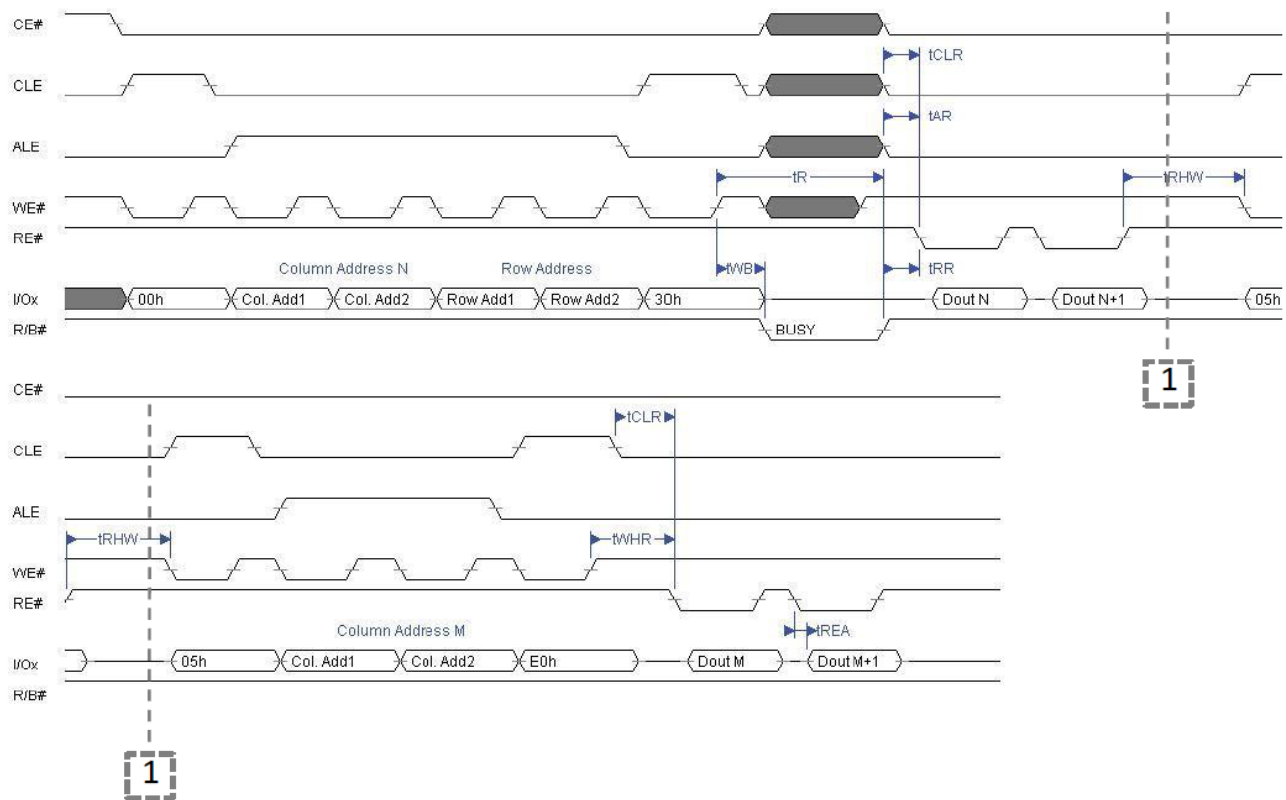 CE#
tCLR
CLE
tAR
ALE
tR
tRHW
WE#
RE#
Column Address N Row Address tWB tRR
I/Ox 00h Col. Add1 Col. Add2 Row Add1 Row Add2 30h Dout N Dout N+1 05h
R/B# BUSY
1
CE#
tCLR
CLE
ALE
tRHW tWHR
WE#
RE#
Column Address M tREA
I/Ox 05h Col. Add1 Col. Add2 E0h Dout M Dout M+1
R/B#
1